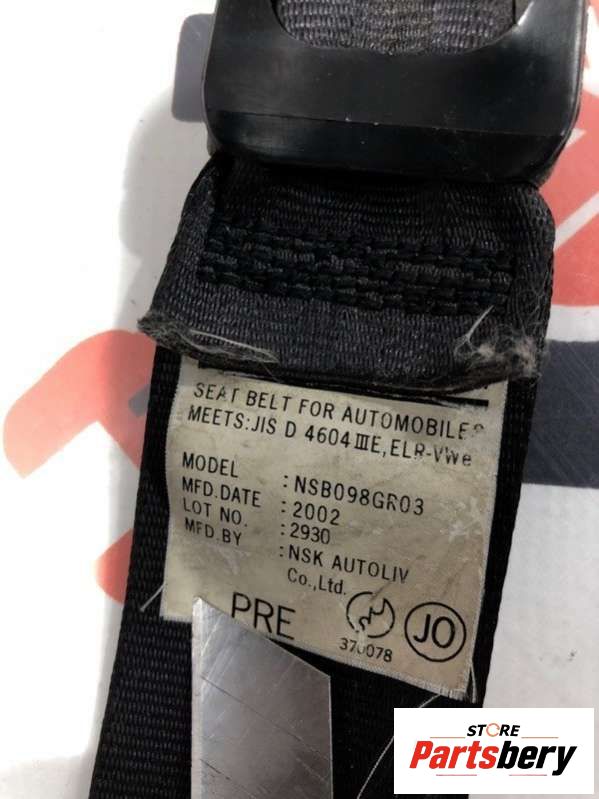 SEAT BELT FOR AUTOMOBILES
MEETS:JIS D 4604ⅢE,ELR-VWe
MODEL :NSB098GR03
MFD.DATE :2002
LOT NO. :2930
MFD.BY :NSK AUTOLIV
Co.,Ltd.
PRE
370078
JO
STORE
Partsbery